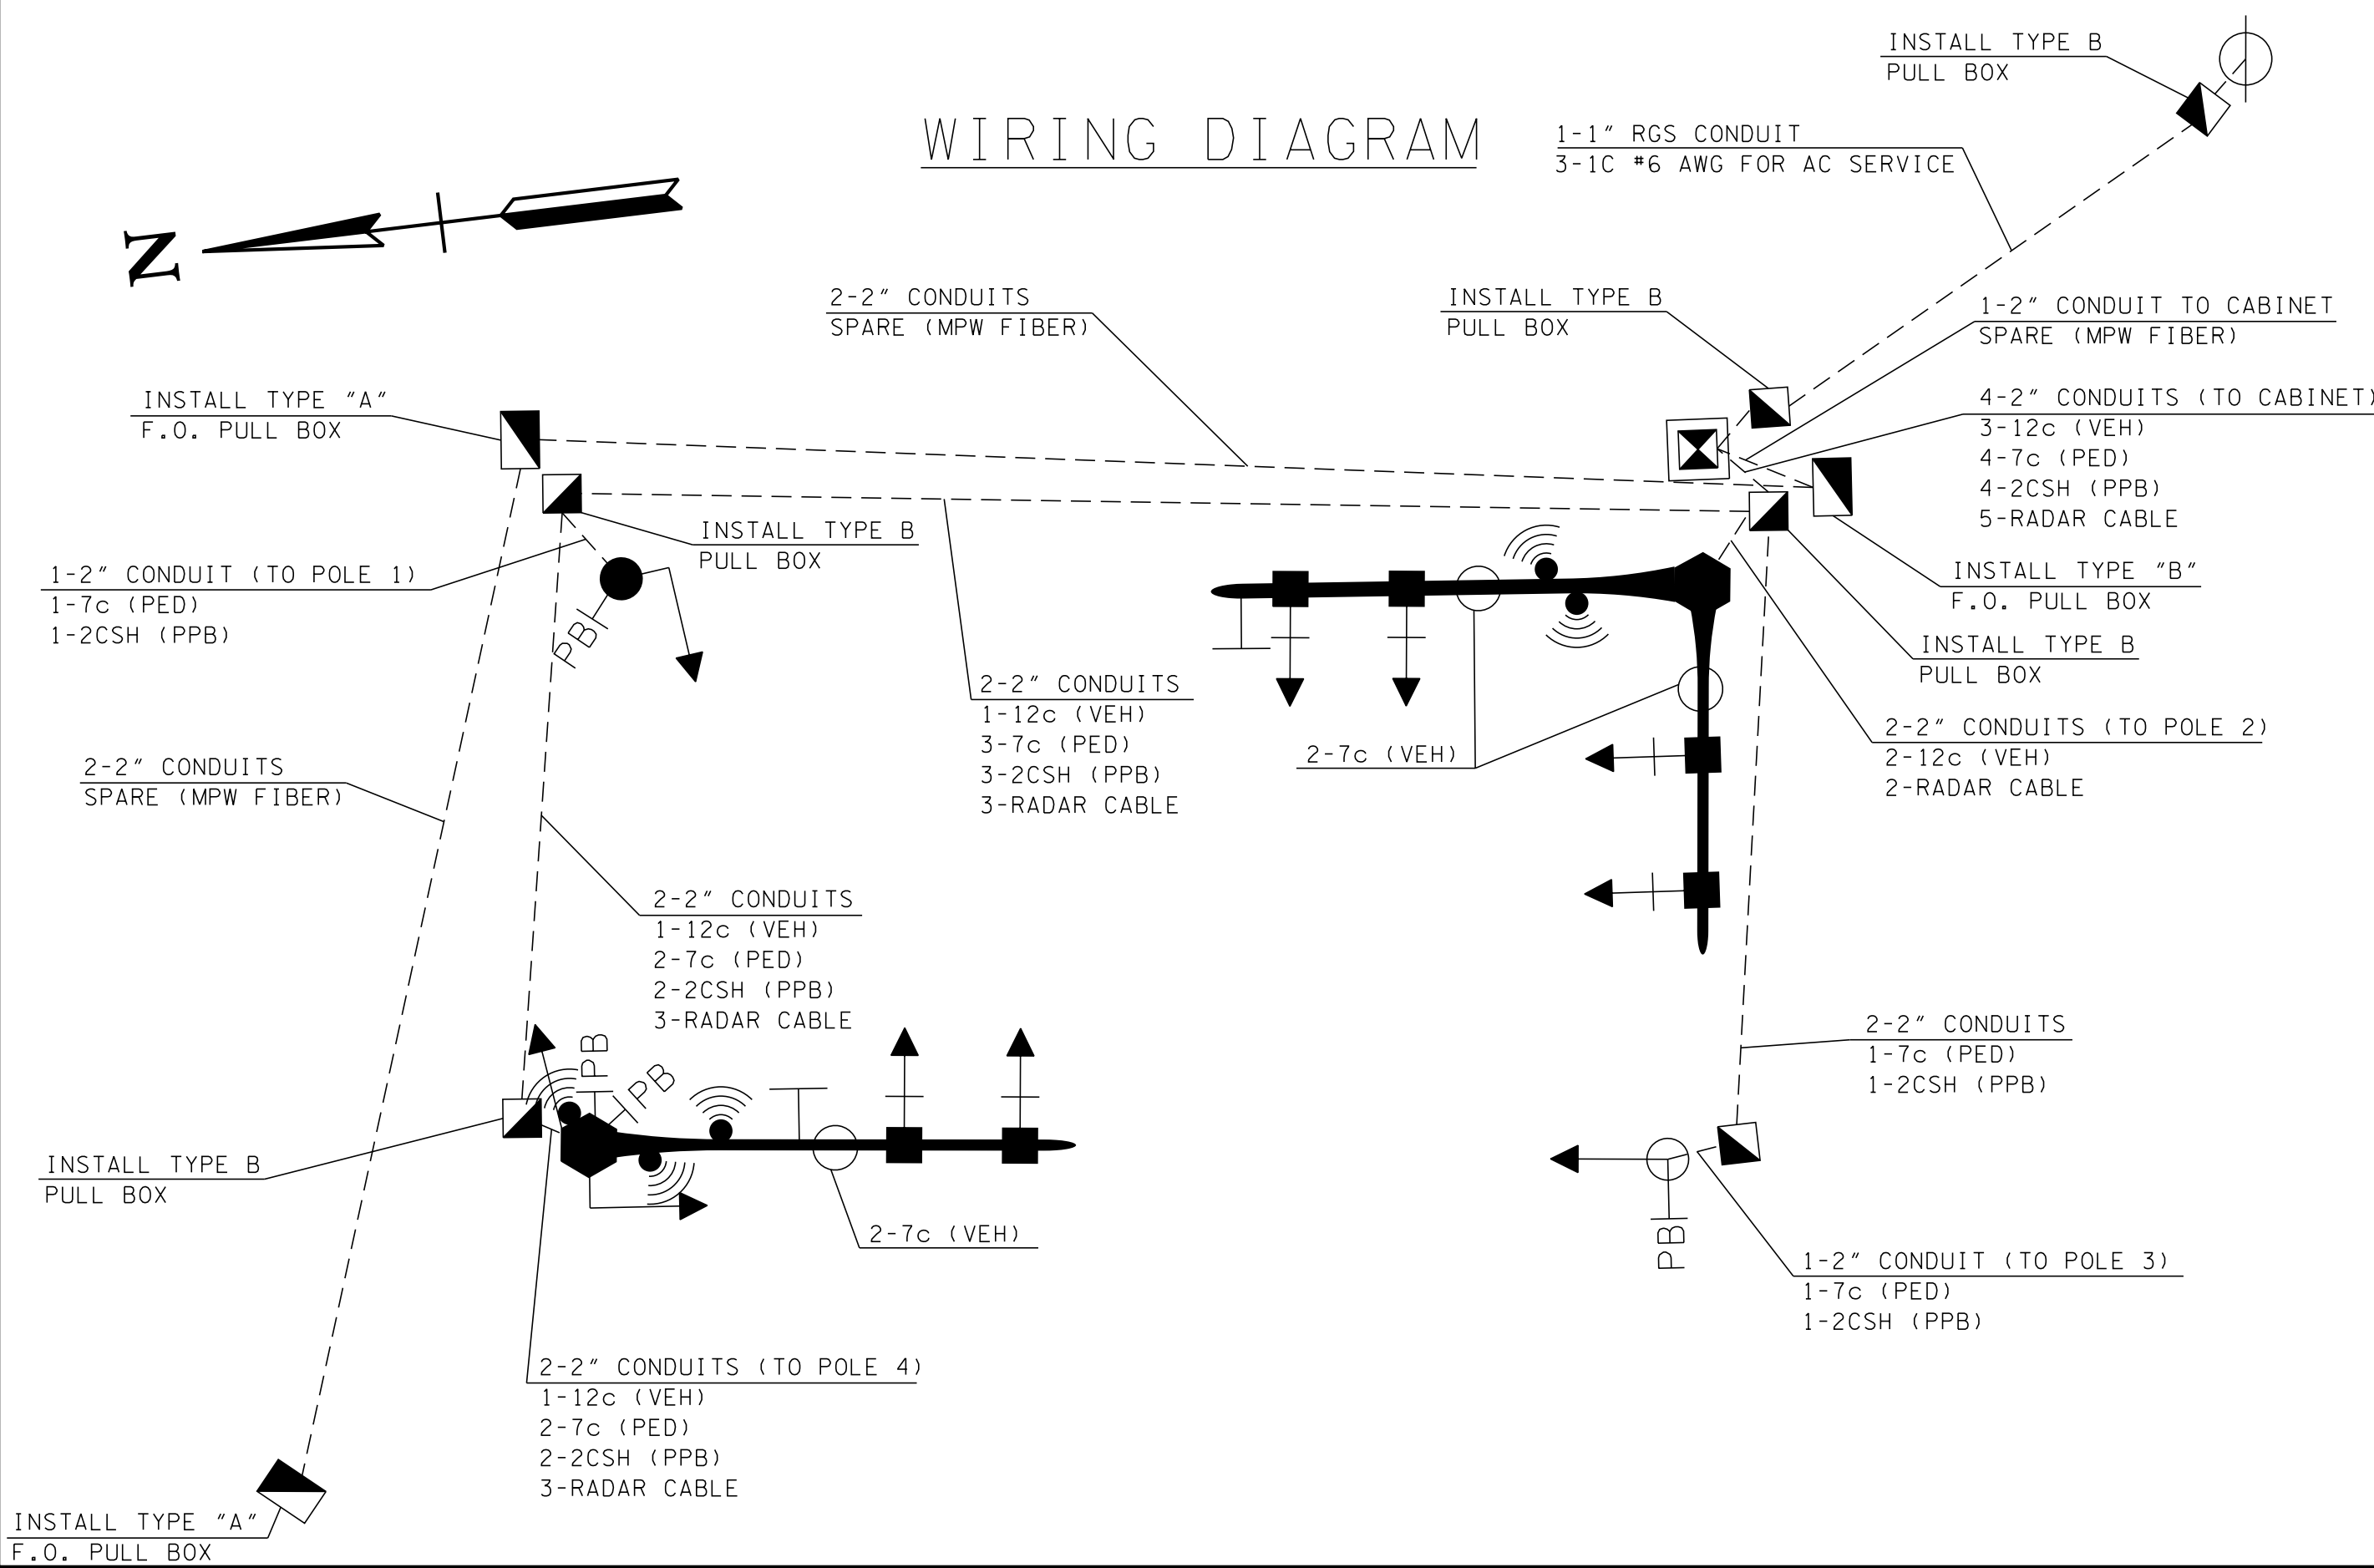 INSTALL TYPE B
PULL BOX
WIRING DIAGRAM
1-1" RGS CONDUIT
3-1C #6 AWG FOR AC SERVICE
N
2-2" CONDUITS
SPARE (MPW FIBER)
INSTALL TYPE B
PULL BOX
1-2" CONDUIT TO CABINET
SPARE (MPW FIBER)
INSTALL TYPE "A"
F.O. PULL BOX
4-2" CONDUITS (TO CABINET)
3-12c (VEH)
4-7c (PED)
4-2CSH (PPB)
5-RADAR CABLE
INSTALL TYPE B
PULL BOX
1-2" CONDUIT (TO POLE 1)
1-7c (PED)
1-2CSH (PPB)
PB
INSTALL TYPE "B"
F.O. PULL BOX
INSTALL TYPE B
PULL BOX
2-2" CONDUITS
1-12c (VEH)
3-7c (PED)
3-2CSH (PPB)
3-RADAR CABLE
2-7c (VEH)
2-2" CONDUITS (TO POLE 2)
2-12c (VEH)
2-RADAR CABLE
2-2" CONDUITS
SPARE (MPW FIBER)
2-2" CONDUITS
1-12c (VEH)
2-7c (PED)
2-2CSH (PPB)
3-RADAR CABLE
PB
PB
2-2" CONDUITS
1-7c (PED)
1-2CSH (PPB)
INSTALL TYPE B
PULL BOX
2-7c (VEH)
PB
1-2" CONDUIT (TO POLE 3)
1-7c (PED)
1-2CSH (PPB)
2-2" CONDUITS (TO POLE 4)
1-12c (VEH)
2-7c (PED)
2-2CSH (PPB)
3-RADAR CABLE
INSTALL TYPE "A"
F.O. PULL BOX